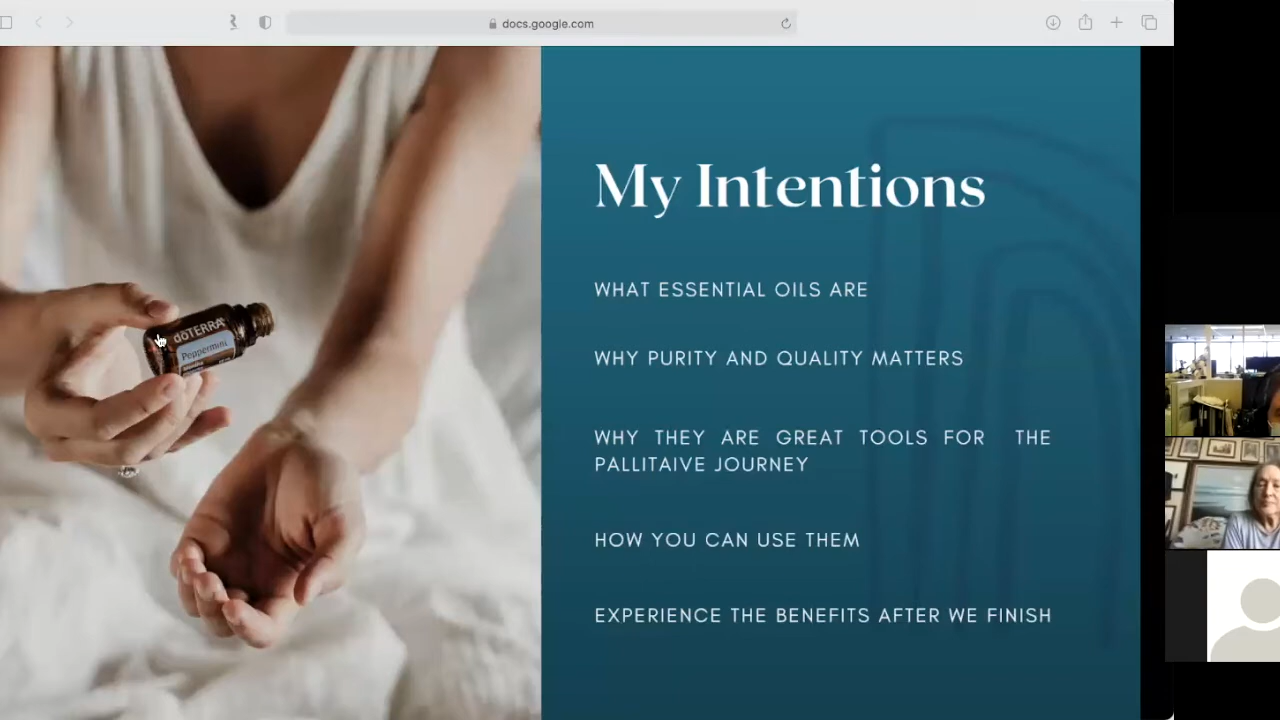 docs.google.com
My Intentions
WHAT ESSENTIAL OILS ARE
WHY PURITY AND QUALITY MATTERS
WHY THEY ARE GREAT TOOLS FOR THE
PALLITAIVE JOURNEY
HOW YOU CAN USE THEM
EXPERIENCE THE BENEFITS AFTER WE FINISH
dōTERRA
Peppermint